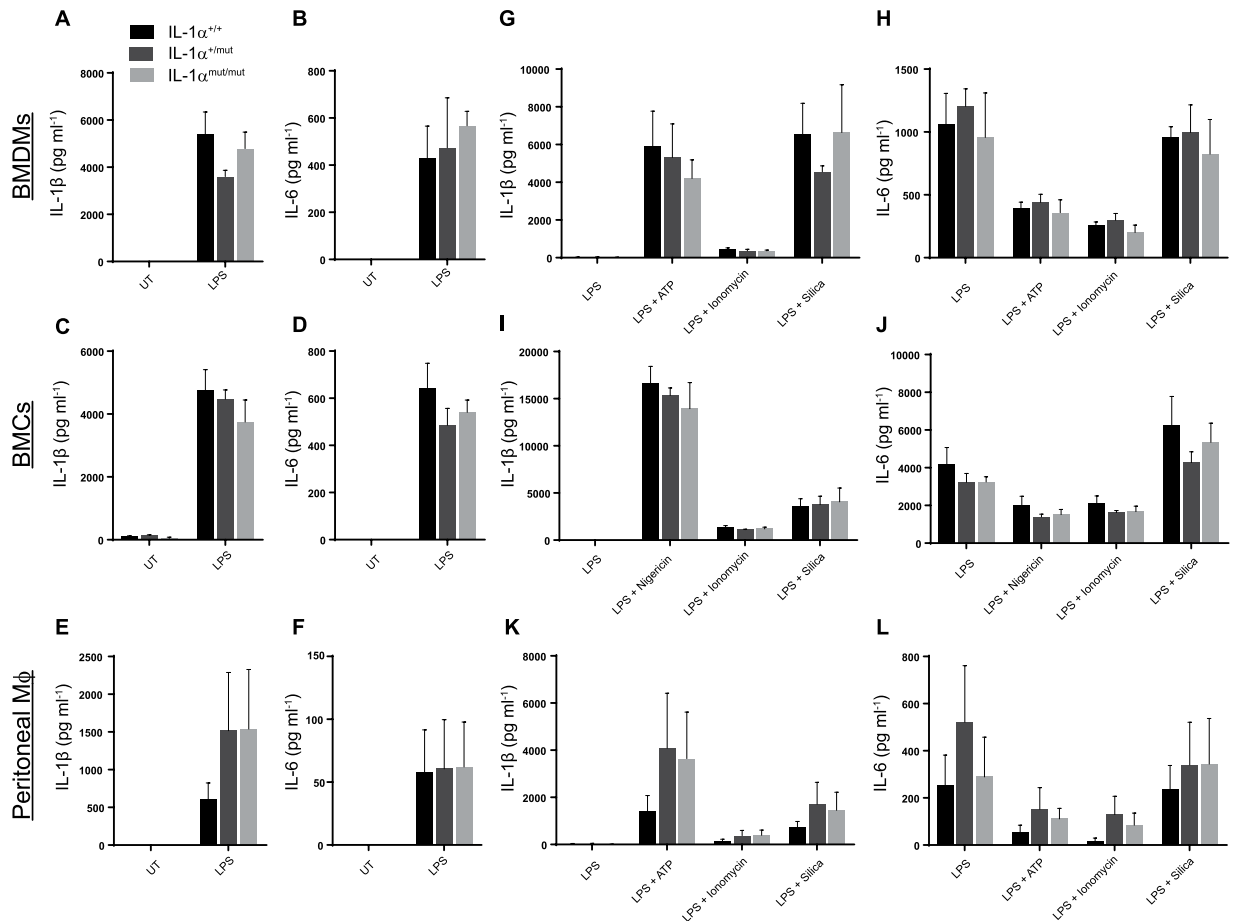 A
IL-1α+/+
IL-1α+/mut
IL-1αmut/mut
BMDMs
IL-1β (pg ml-1)
8000
6000
4000
2000
0
UT
LPS
B
IL-6 (pg ml-1)
800
600
400
200
0
UT
LPS
G
IL-1β (pg ml-1)
10000
8000
6000
4000
2000
0
LPS
LPS + ATP
LPS + Ionomycin
LPS + Silica
H
IL-6 (pg ml-1)
1500
1000
500
0
LPS
LPS + ATP
LPS + Ionomycin
LPS + Silica
BMCs
C
IL-1β (pg ml-1)
6000
4000
2000
0
UT
LPS
D
IL-6 (pg ml-1)
800
600
400
200
0
UT
LPS
I
IL-1β (pg ml-1)
20000
15000
10000
5000
0
LPS
LPS + Nigericin
LPS + Ionomycin
LPS + Silica
J
IL-6 (pg ml-1)
10000
8000
6000
4000
2000
0
LPS
LPS + Nigericin
LPS + Ionomycin
LPS + Silica
Peritoneal Mϕ
E
IL-1β (pg ml-1)
2500
2000
1500
1000
500
0
UT
LPS
F
IL-6 (pg ml-1)
150
100
50
0
UT
LPS
K
IL-1β (pg ml-1)
8000
6000
4000
2000
0
LPS
LPS + ATP
LPS + Ionomycin
LPS + Silica
L
IL-6 (pg ml-1)
800
600
400
200
0
LPS
LPS + ATP
LPS + Ionomycin
LPS + Silica